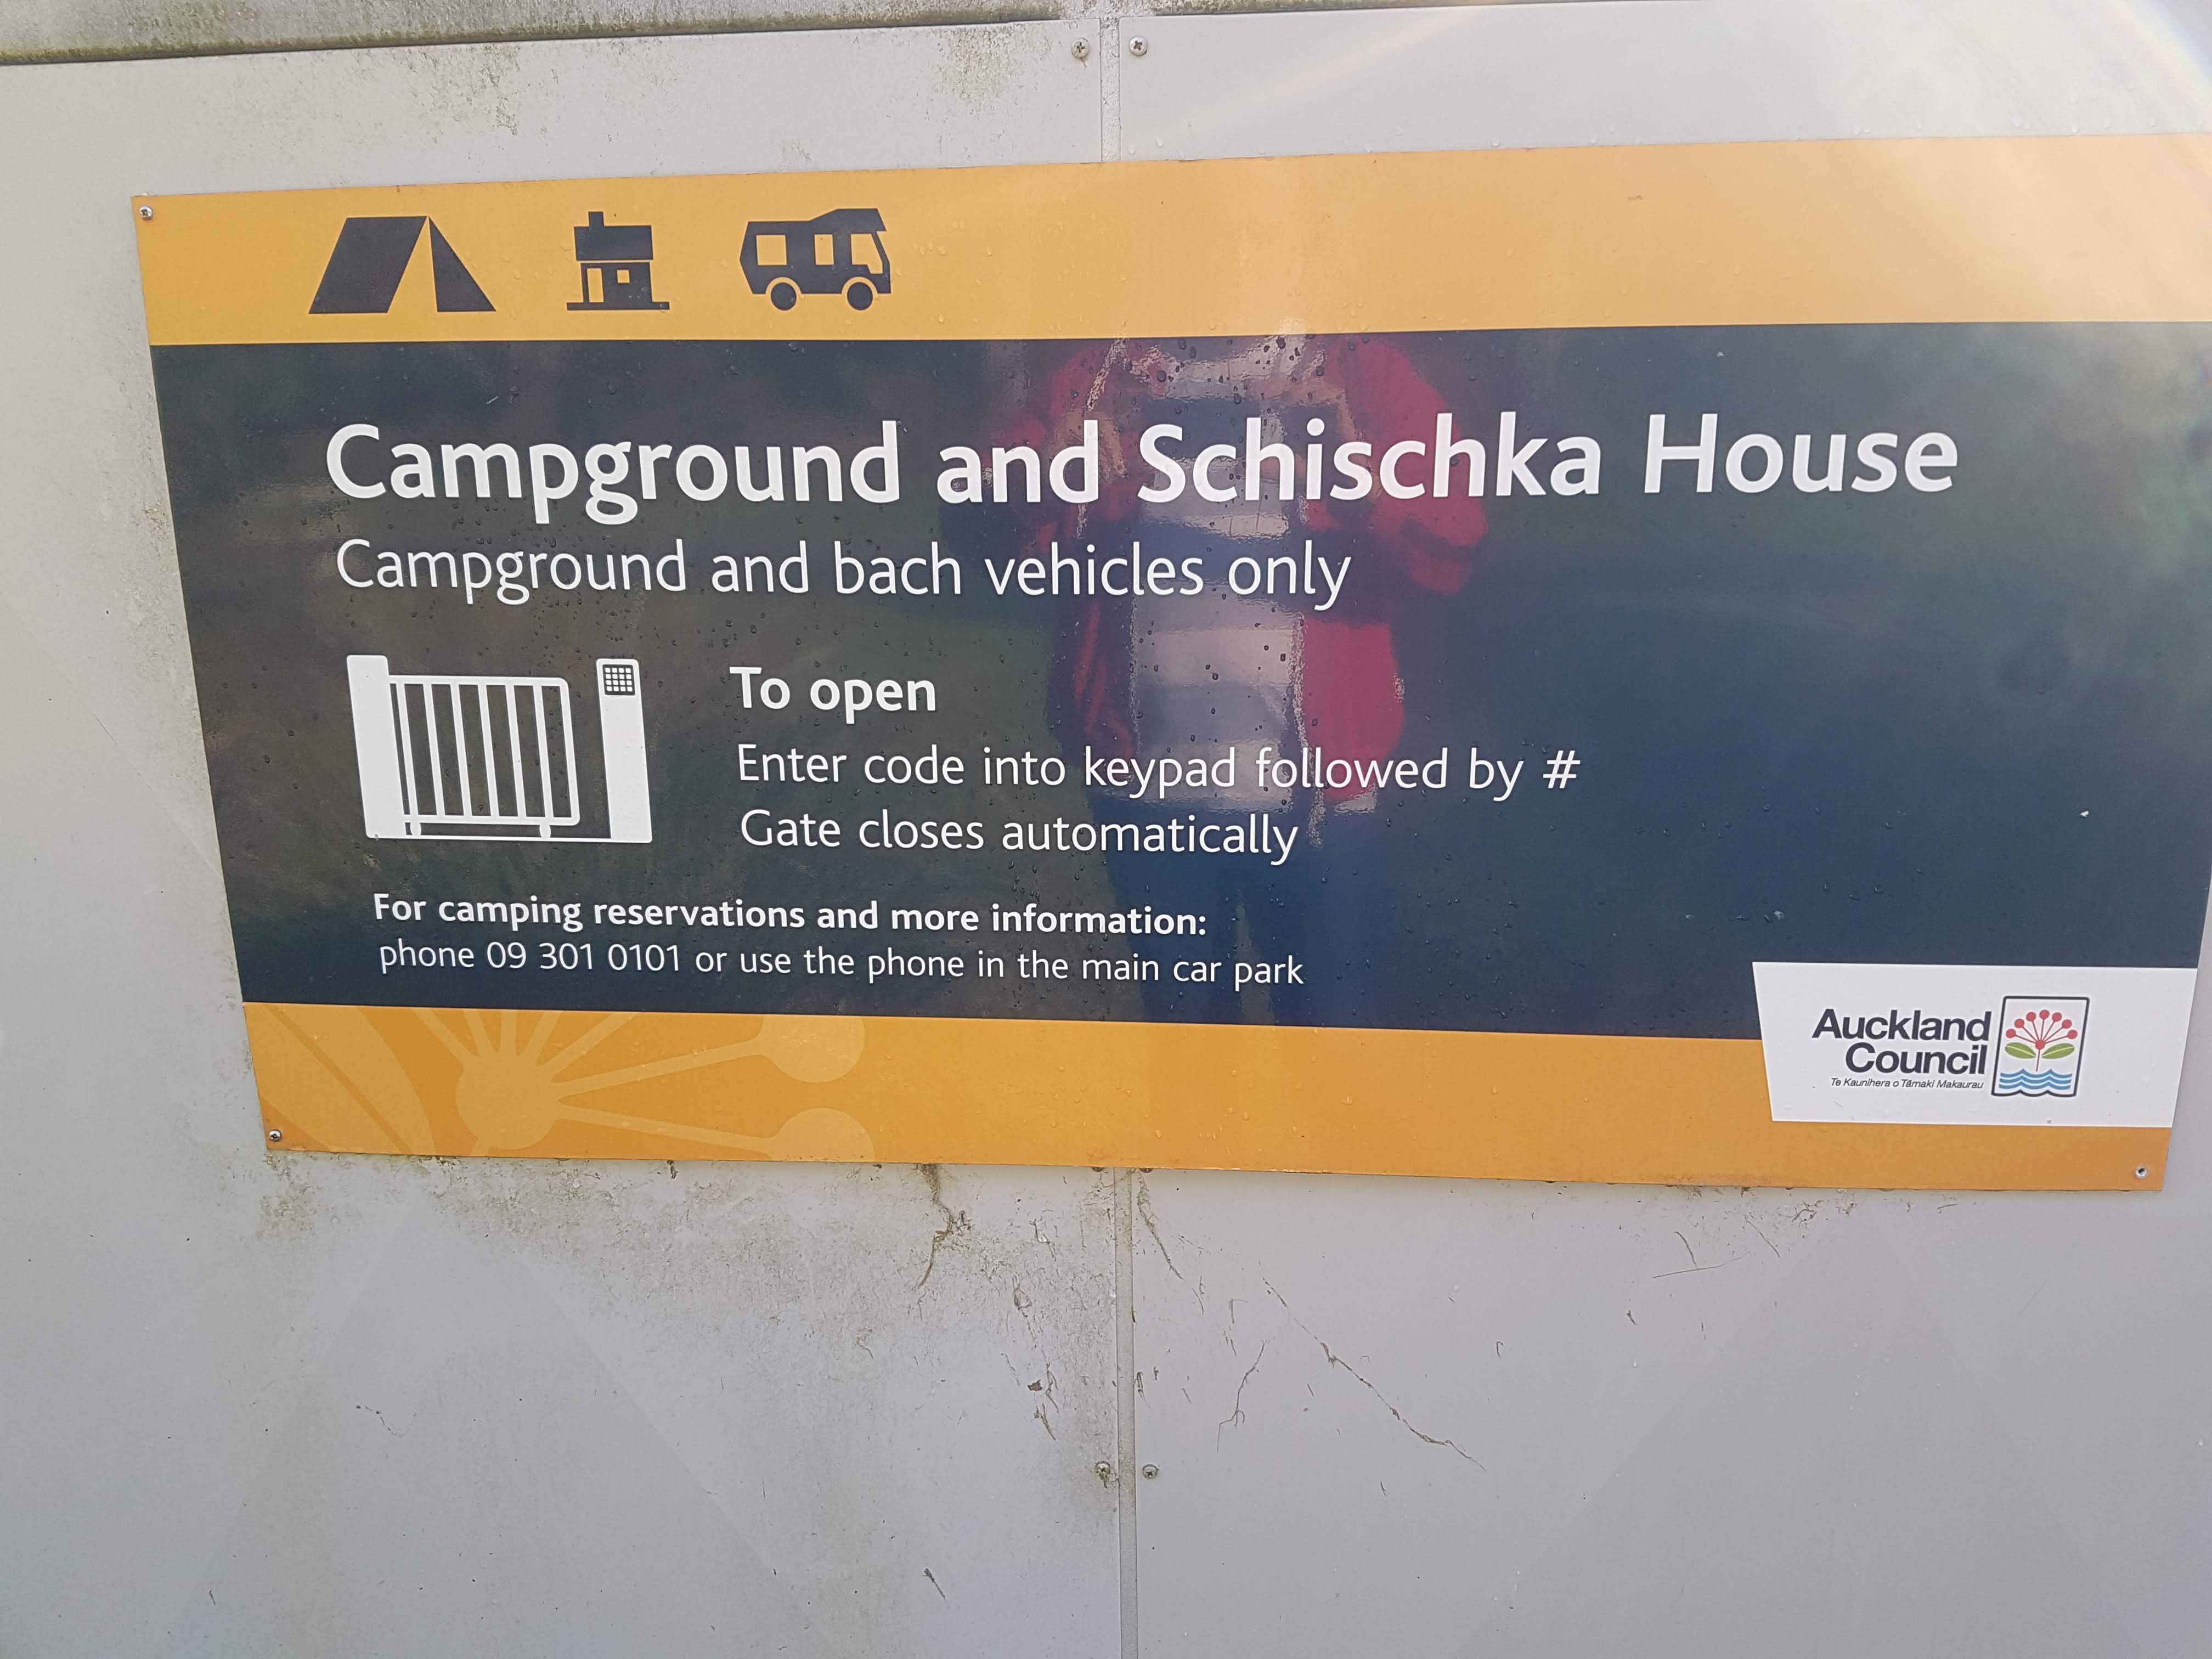 Campground and Schischka House
Campground and bach vehicles only
To open
Enter code into keypad followed by #
Gate closes automatically
For camping reservations and more information:
phone 09 301 0101 or use the phone in the main car park
Auckland
Council
Te Kaunihera o Tāmaki Makaurau